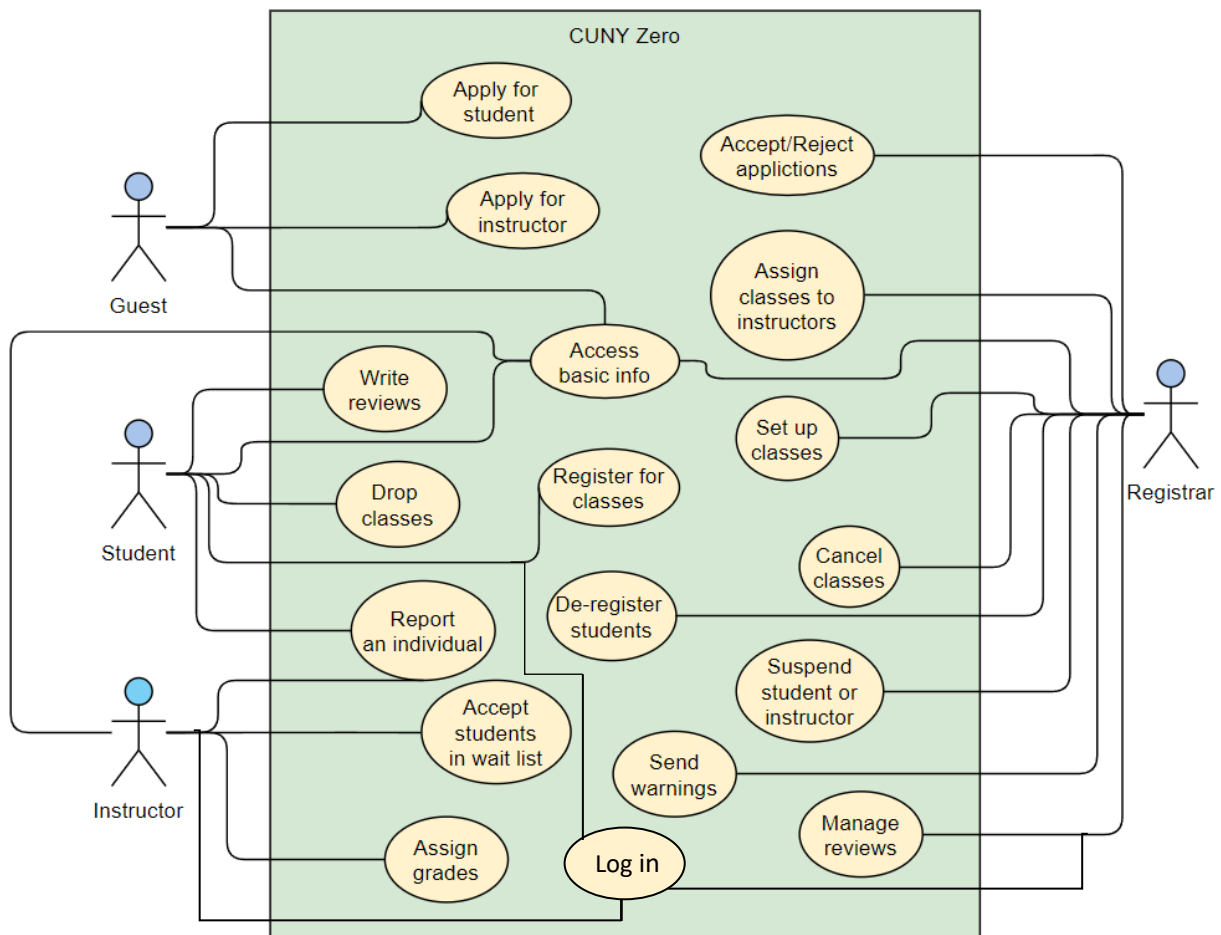 CUNY Zero
Apply for
student
Accept/Reject
applictions
Apply for
instructor
Guest
Assign
classes to
instructors
Access
basic info
Write
reviews
Set up
classes
Registrar
Student
Drop
classes
Register for
classes
Cancel
classes
De-register
students
Report
an individual
Suspend
student or
instructor
Instructor
Accept
students
in wait list
Send
warnings
Manage
reviews
Assign
grades
Log in